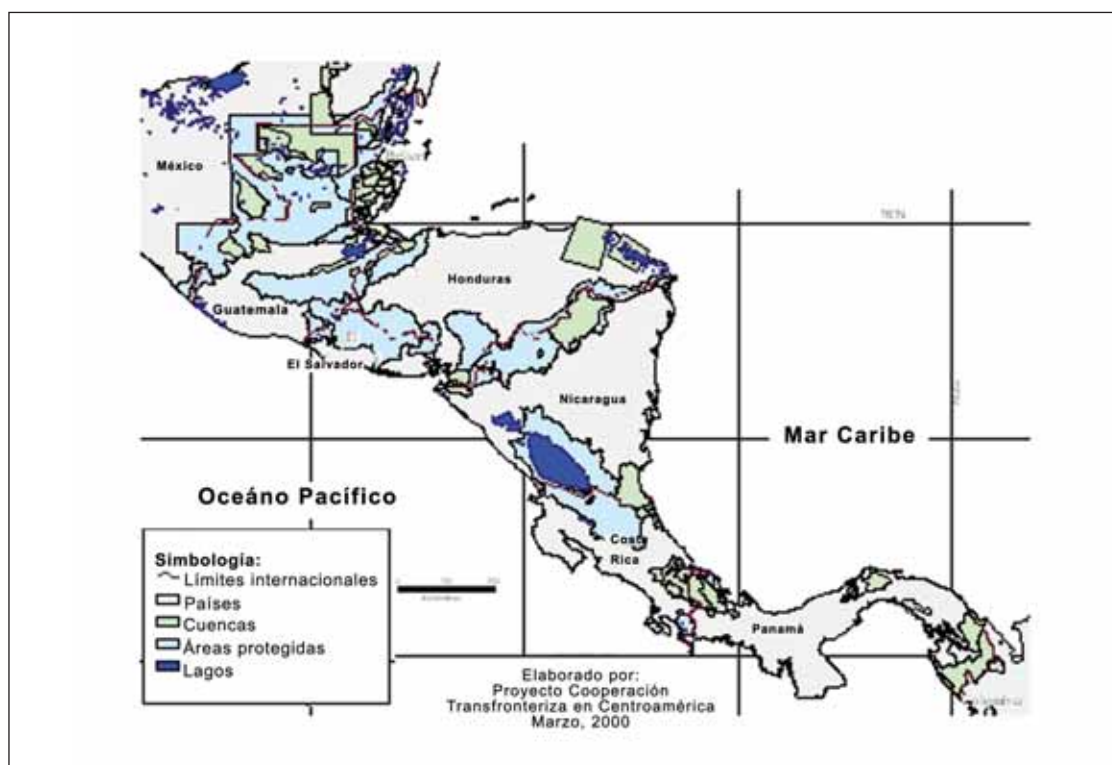 México
Honduras
Guatemala
El Salvador
Nicaragua
Mar Caribe
Oceáno Pacífico
Costa
Rica
Panamá
Simbología:
Límites internacionales
Países
Cuencas
Áreas protegidas
Lagos
Elaborado por:
Proyecto Cooperación
Transfronteriza en Centroamérica
Marzo, 2000